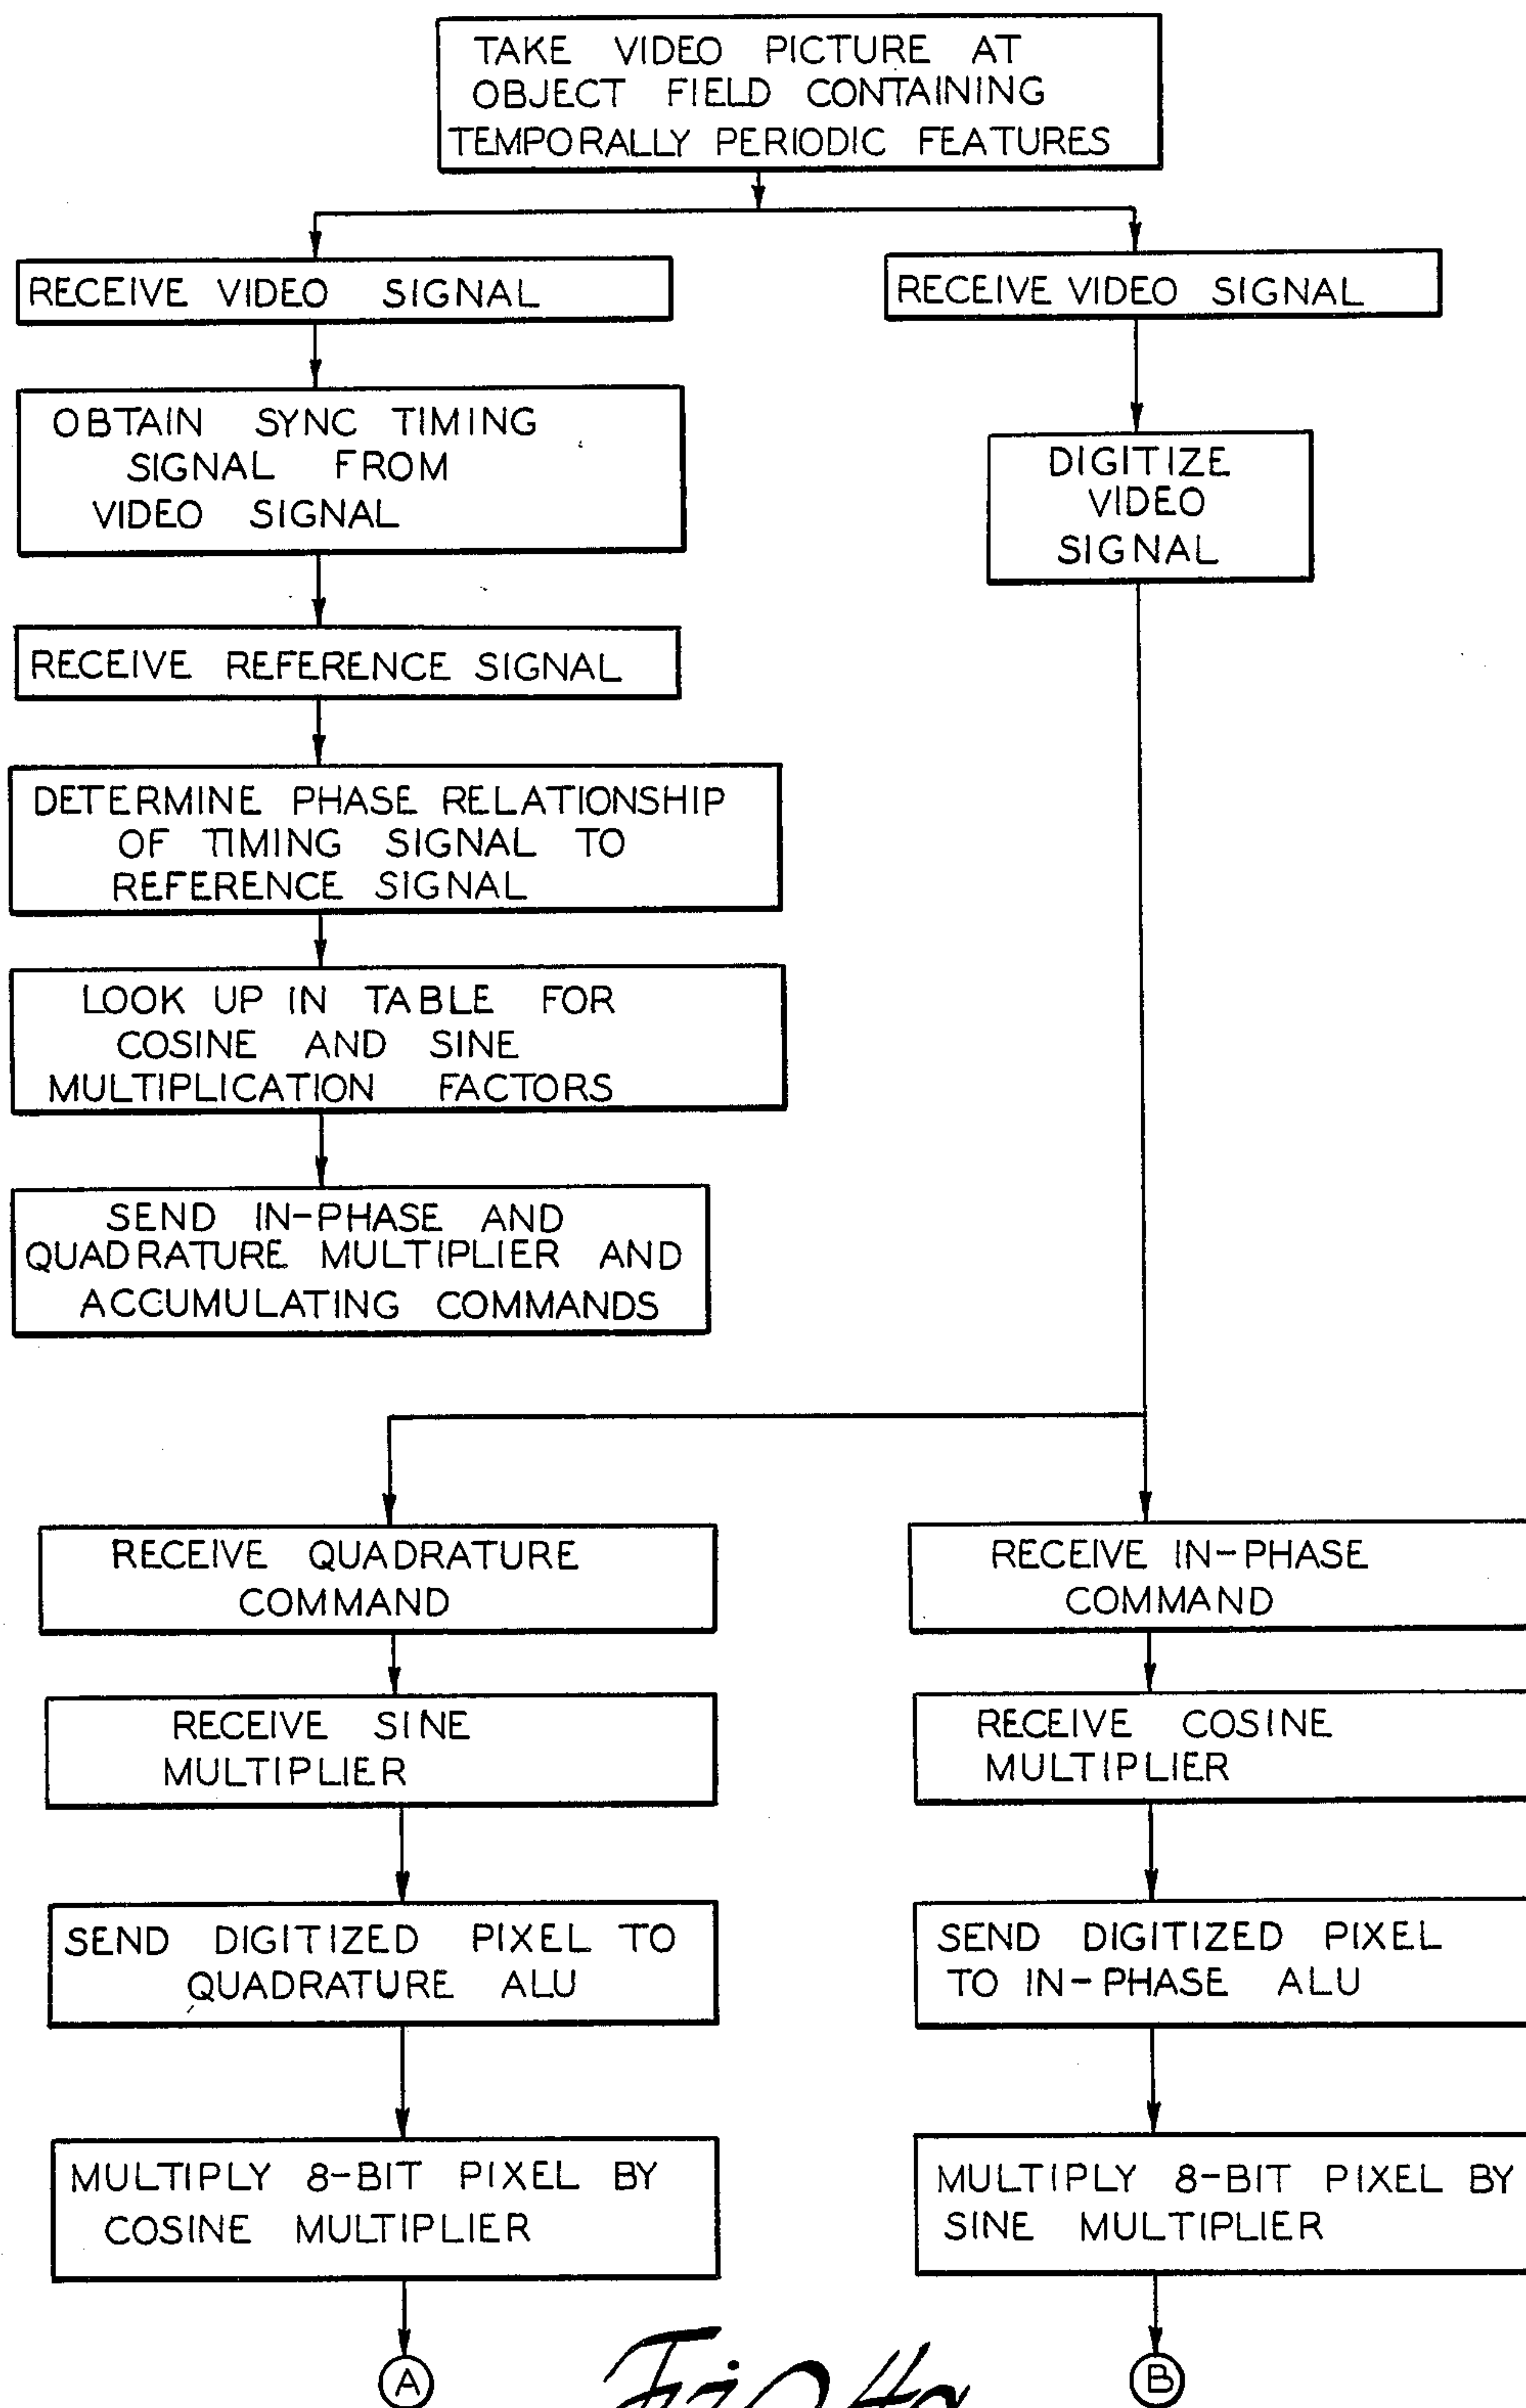 TAKE VIDEO PICTURE AT
OBJECT FIELD CONTAINING
TEMPORALLY PERIODIC FEATURES
RECEIVE VIDEO SIGNAL
OBTAIN SYNC TIMING
SIGNAL FROM
VIDEO SIGNAL
RECEIVE REFERENCE SIGNAL
DETERMINE PHASE RELATIONSHIP
OF TIMING SIGNAL TO
REFERENCE SIGNAL
LOOK UP IN TABLE FOR
COSINE AND SINE
MULTIPLICATION FACTORS
SEND IN-PHASE AND
QUADRATURE MULTIPLIER AND
ACCUMULATING COMMANDS
RECEIVE VIDEO SIGNAL
DIGITIZE
VIDEO
SIGNAL
RECEIVE QUADRATURE
COMMAND
RECEIVE SINE
MULTIPLIER
SEND DIGITIZED PIXEL TO
QUADRATURE ALU
MULTIPLY 8-BIT PIXEL BY
COSINE MULTIPLIER
A
RECEIVE IN-PHASE
COMMAND
RECEIVE COSINE
MULTIPLIER
SEND DIGITIZED PIXEL
TO IN-PHASE ALU
MULTIPLY 8-BIT PIXEL BY
SINE MULTIPLIER
B
Fig 4a